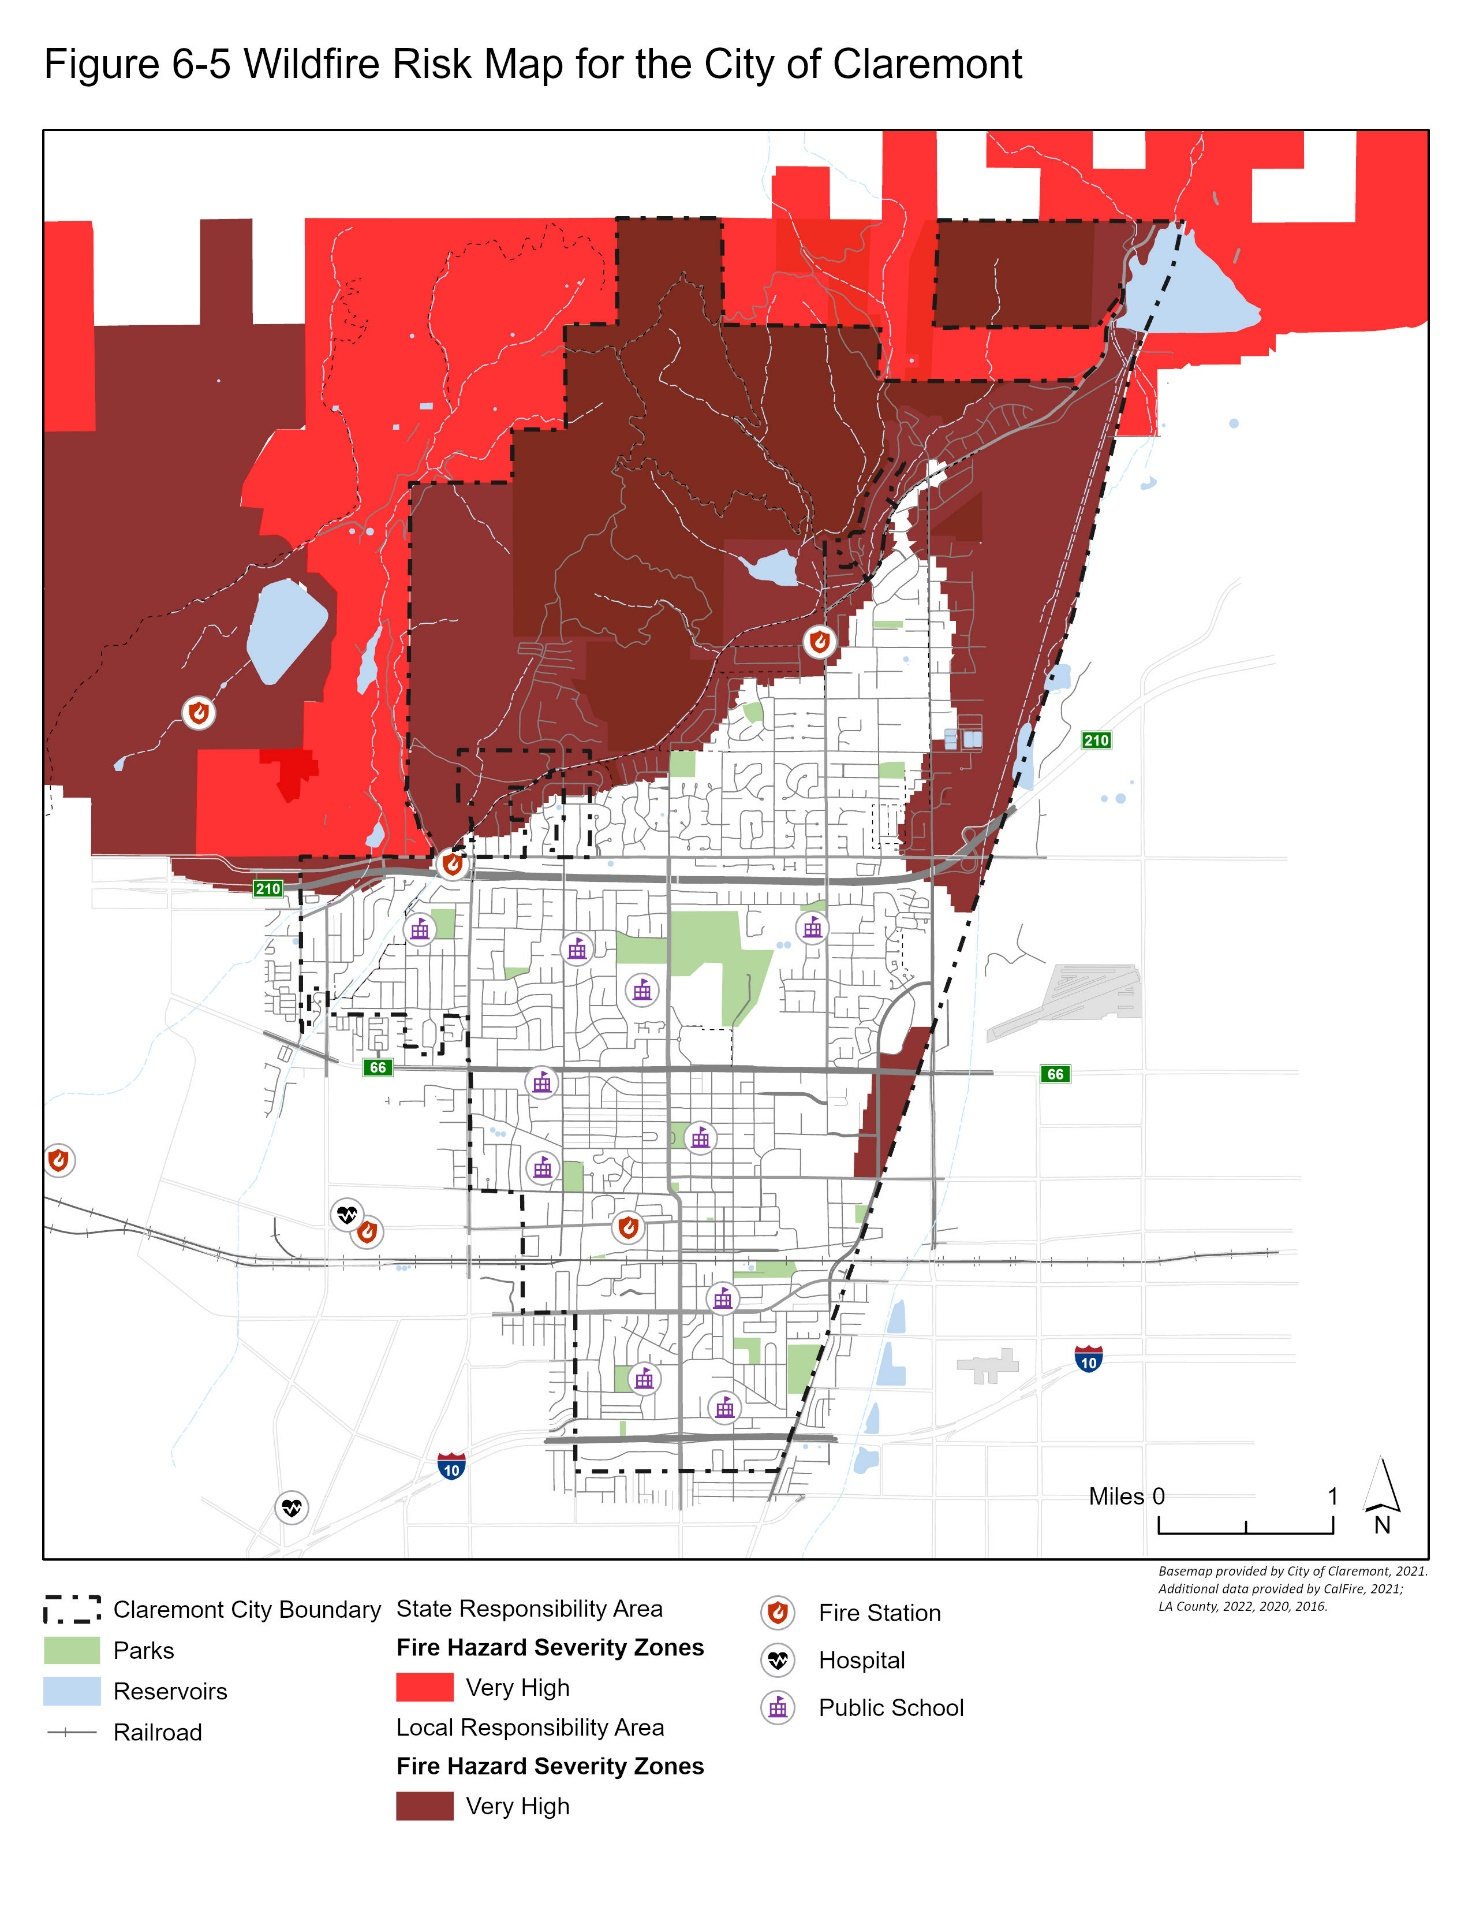 Figure 6-5 Wildfire Risk Map for the City of Claremont
210
210
66
66
10
10
Miles 0 1
N
Basemap provided by City of Claremont, 2021.
Additional data provided by CalFire, 2021;
LA County, 2022, 2020, 2016.
Claremont City Boundary
Parks
Reservoirs
Railroad
State Responsibility Area
Fire Hazard Severity Zones
Very High
Local Responsibility Area
Fire Hazard Severity Zones
Very High
Fire Station
Hospital
Public School